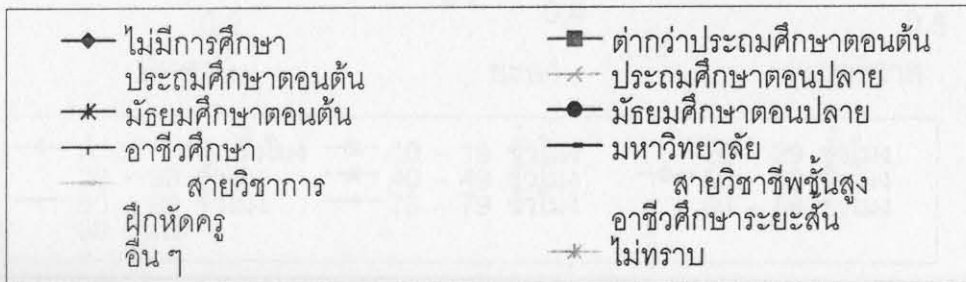 ไม่มีการศึกษา ต่ำกว่าประถมศึกษาตอนต้น
ประถมศึกษาตอนต้น ประถมศึกษาตอนปลาย
มัธยมศึกษาตอนต้น มัธยมศึกษาตอนปลาย
อาชีวศึกษา มหาวิทยาลัย
สายวิชาการ สายวิชาชีพชั้นสูง
ฝึกหัดครู อาชีวศึกษาระยะสั้น
อื่น ๆ ไม่ทราบ